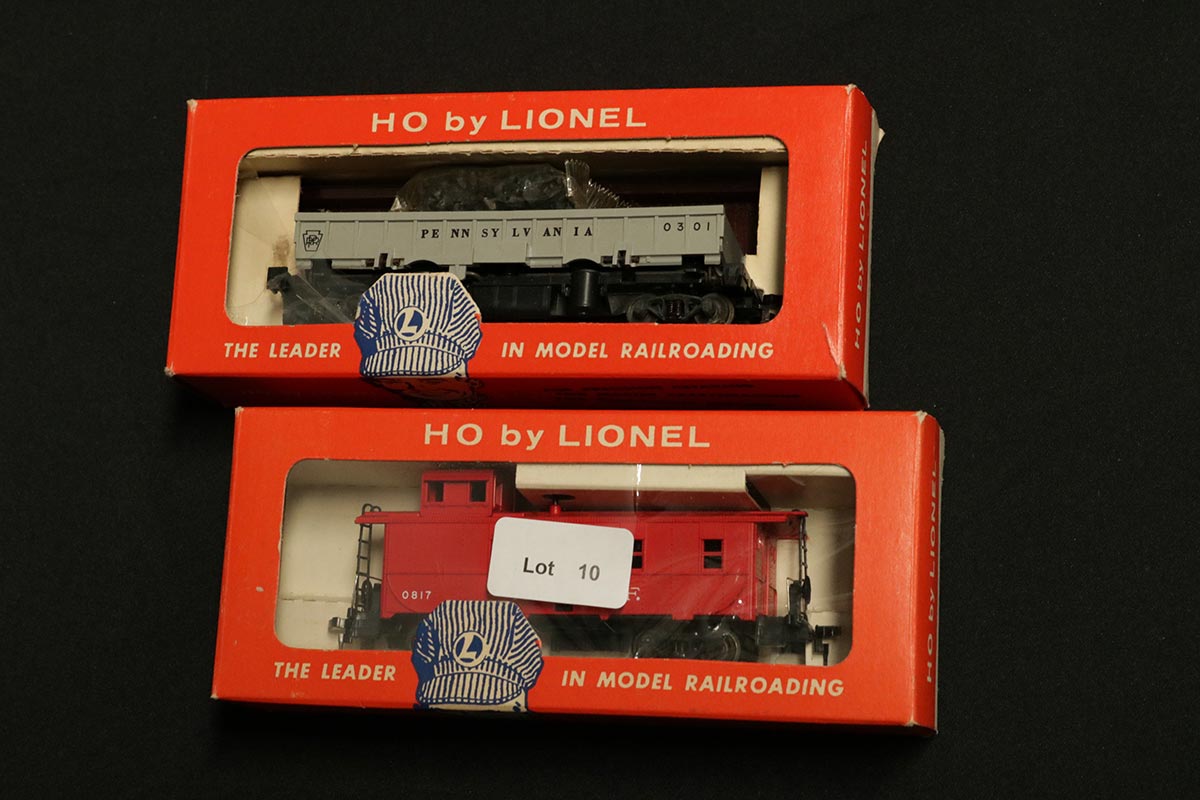 HO by LIONEL
PENNSYLVANIA 0301
L
THE LEADER IN MODEL RAILROADING
HO by LIONEL
HO by LIONEL
Lot 10
0817
L
THE LEADER IN MODEL RAILROADING
HO by LIONEL